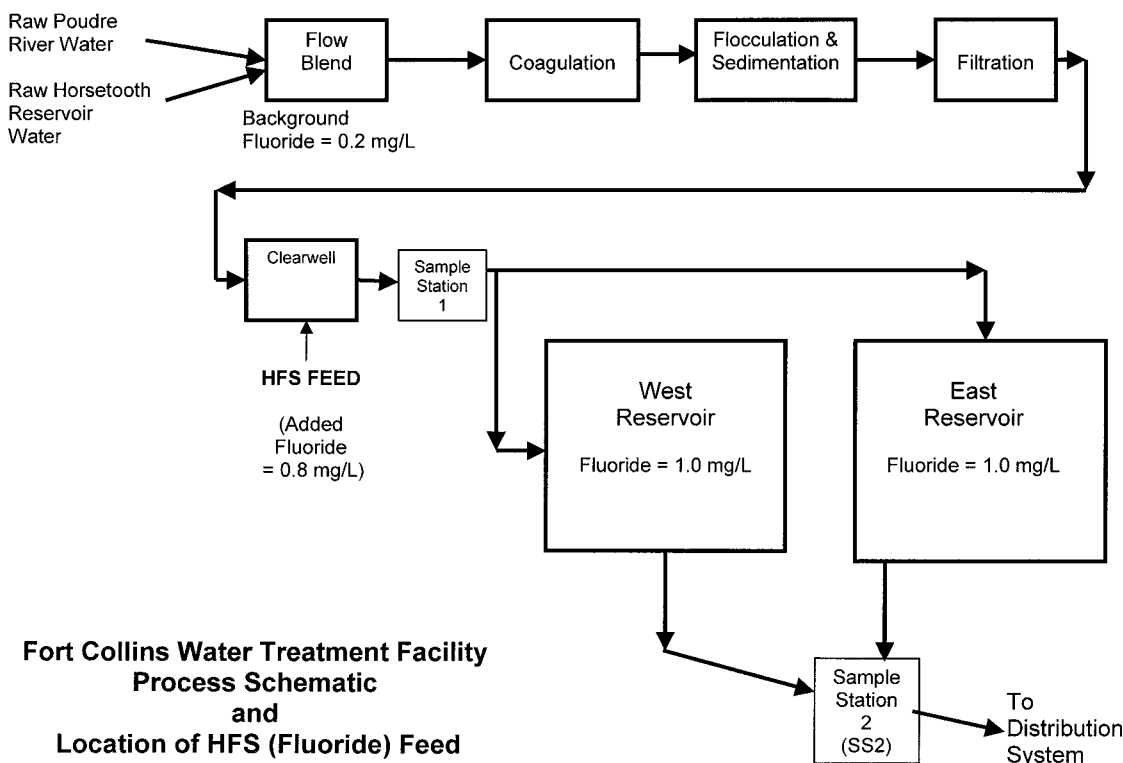 Raw Poudre
River Water
Raw Horsetooth
Reservoir
Water
Flow
Blend
Background
Fluoride = 0.2 mg/L
Coagulation
Flocculation &
Sedimentation
Filtration
Clearwell
HFS FEED
(Added
Fluoride
= 0.8 mg/L)
Sample
Station
1
West
Reservoir
Fluoride = 1.0 mg/L
East
Reservoir
Fluoride = 1.0 mg/L
Sample
Station
2
(SS2)
To
Distribution
System
Fort Collins Water Treatment Facility
Process Schematic
and
Location of HFS (Fluoride) Feed